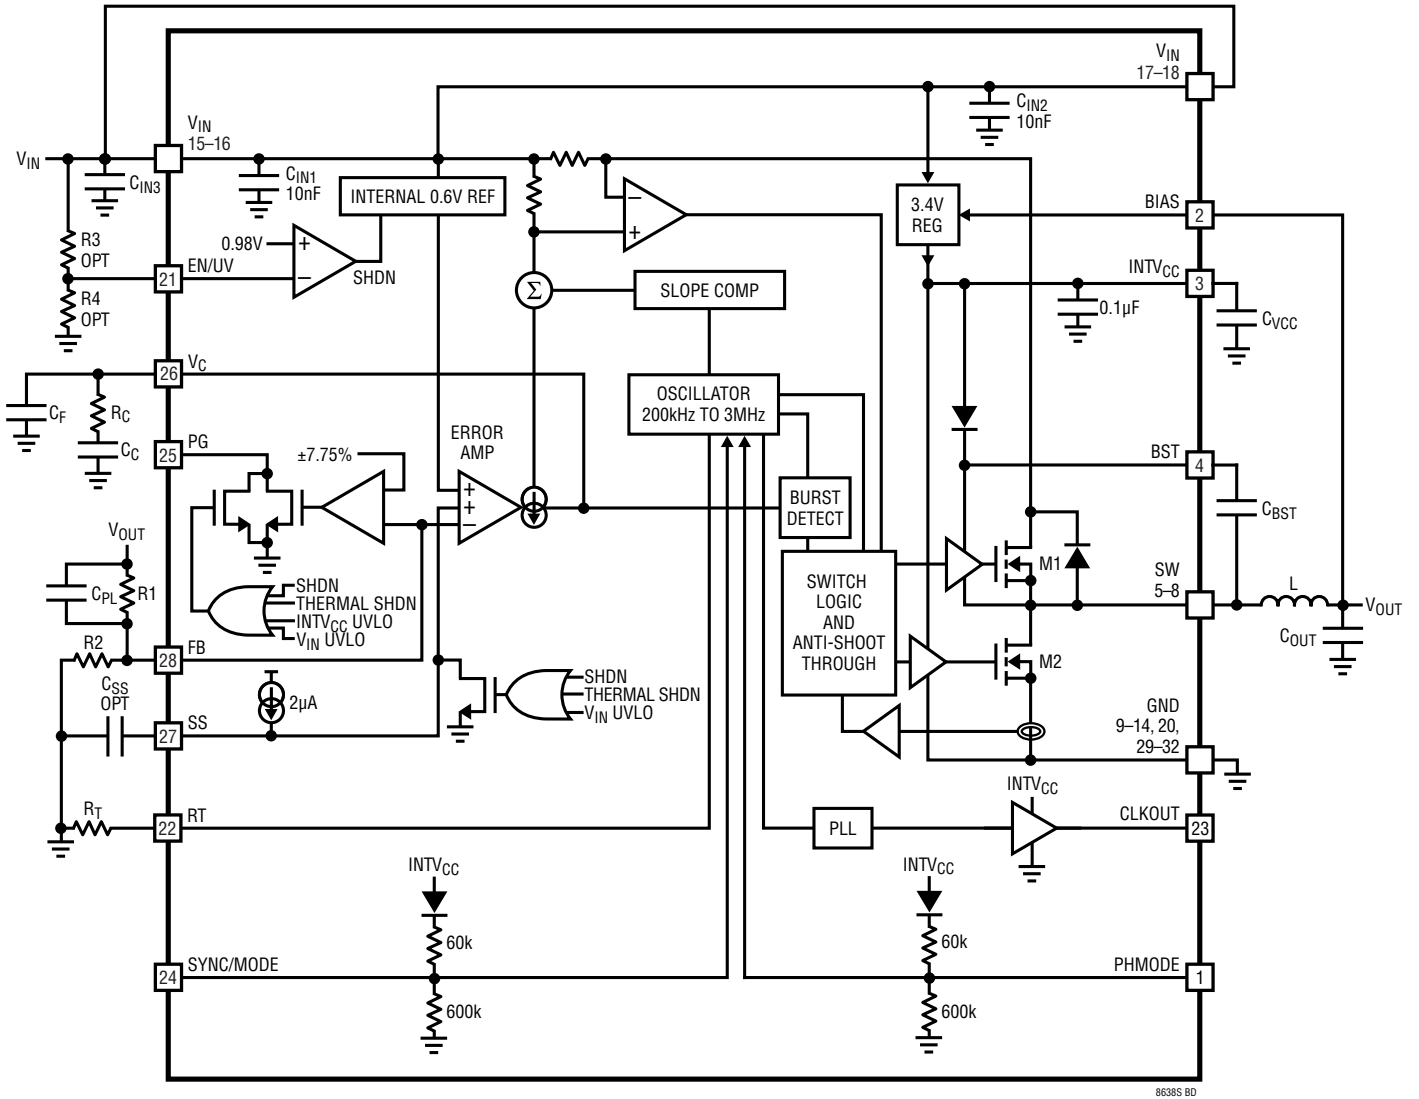 VIN
17–18
CIN2
10nF
VIN
15–16
VIN
CIN3
CIN1
10nF
INTERNAL 0.6V REF
–
+
3.4V
REG
BIAS
2
R3
OPT
0.98V
+
–
SHDN
EN/UV
21
R4
OPT
Σ
SLOPE COMP
INTVCC
3
0.1µF
CVCC
VC
26
OSCILLATOR
200kHz TO 3MHz
CF
RC
CC
PG
25
±7.75%
ERROR
AMP
+
+
–
BST
4
CBST
BURST
DETECT
VOUT
CPL
R1
SHDN
THERMAL SHDN
INTVCC UVLO
VIN UVLO
SWITCH
LOGIC
AND
ANTI-SHOOT
THROUGH
M1
SW
5–8
L
VOUT
COUT
R2
FB
28
M2
CSS
OPT
2µA
SHDN
THERMAL SHDN
VIN UVLO
SS
27
GND
9–14, 20,
29–32
RT
RT
22
PLL
INTVCC
CLKOUT
23
INTVCC
60k
600k
INTVCC
60k
600k
SYNC/MODE
24
PHMODE
1
8638S BD